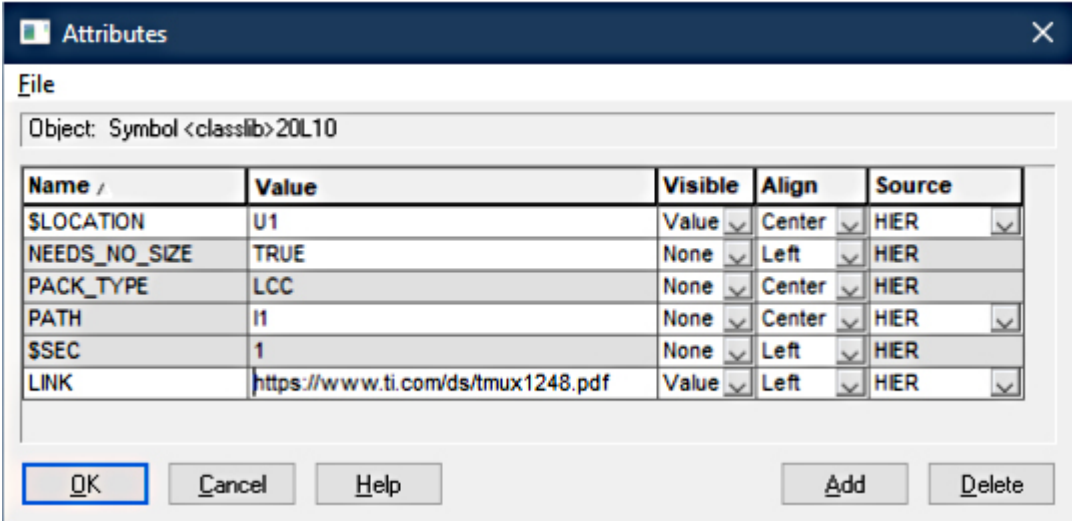 Attributes
File
Object: Symbol <classlib>20L10
Name / Value Visible Align Source
$LOCATION U1 Value Center HIER
NEEDS_NO_SIZE TRUE None Left HIER
PACK_TYPE LCC None Center HIER
PATH I1 None Center HIER
$SEC 1 None Left HIER
LINK https://www.ti.com/ds/tmux1248.pdf Value Left HIER
OK Cancel Help Add Delete